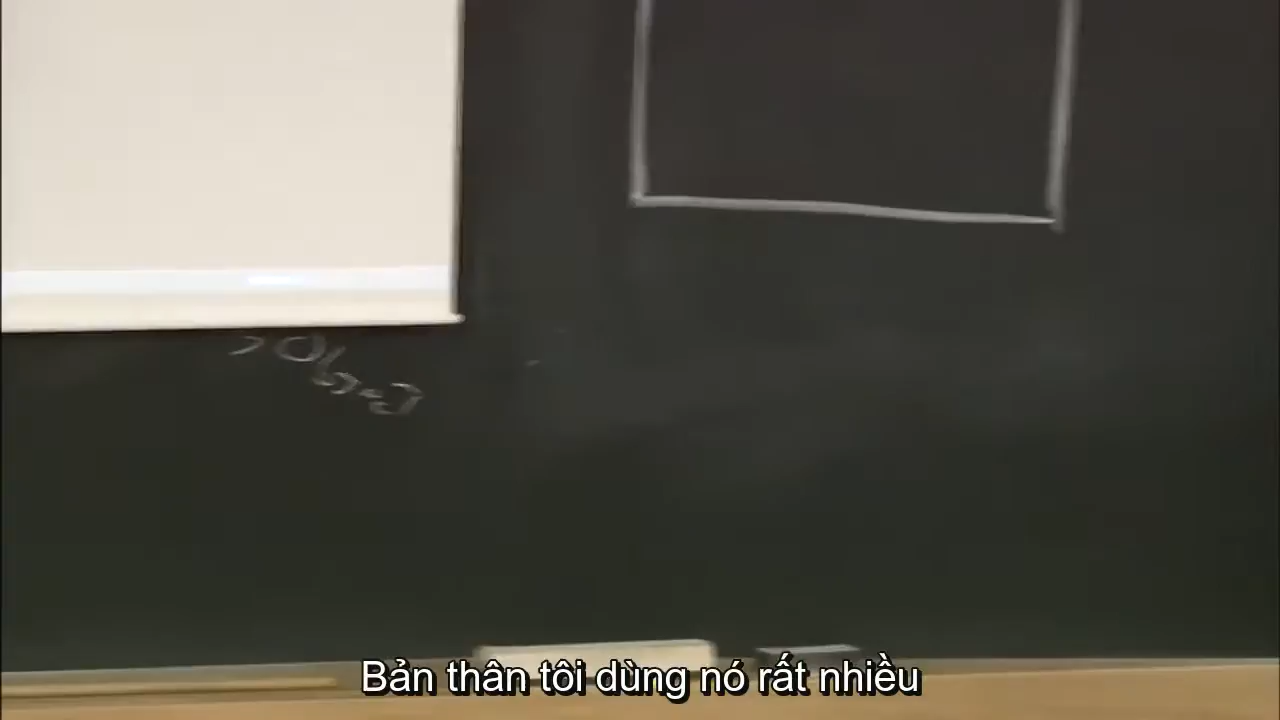 Bản thân tôi dùng nó rất nhiều